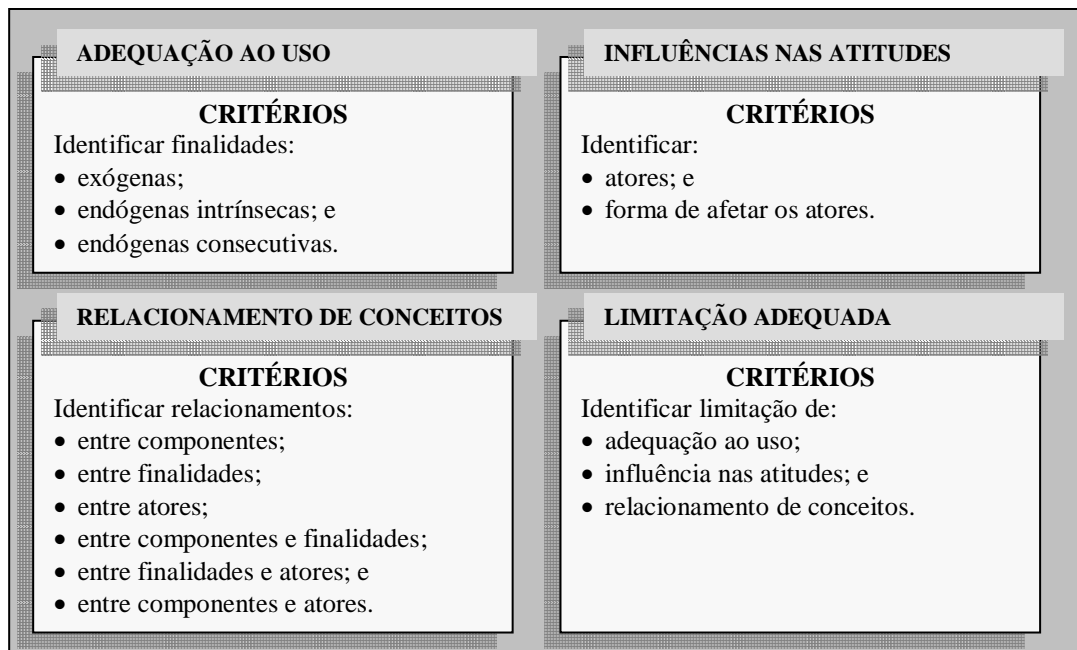 ADEQUAÇÃO AO USO
CRITÉRIOS
Identificar finalidades:
• exógenas;
• endógenas intrínsecas; e
• endógenas consecutivas.
INFLUÊNCIAS NAS ATITUDES
CRITÉRIOS
Identificar:
• atores; e
• forma de afetar os atores.
RELACIONAMENTO DE CONCEITOS
CRITÉRIOS
Identificar relacionamentos:
• entre componentes;
• entre finalidades;
• entre atores;
• entre componentes e finalidades;
• entre finalidades e atores; e
• entre componentes e atores.
LIMITAÇÃO ADEQUADA
CRITÉRIOS
Identificar limitação de:
• adequação ao uso;
• influência nas atitudes; e
• relacionamento de conceitos.